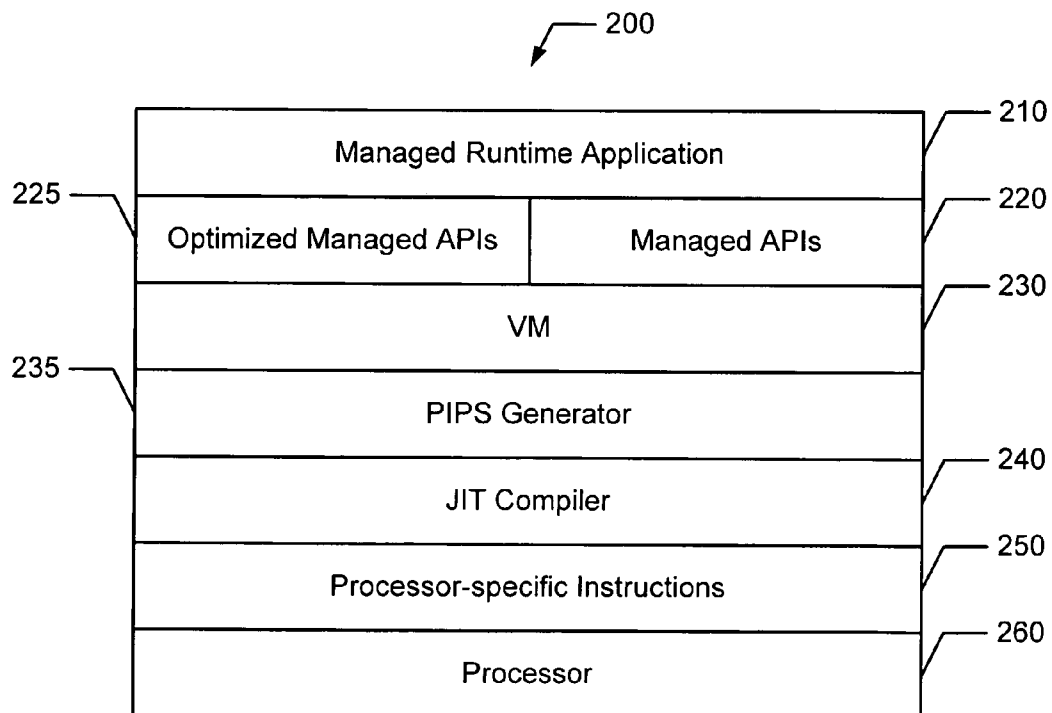 200
210
Managed Runtime Application
225
220
Optimized Managed APIs
Managed APIs
230
VM
235
PIPS Generator
240
JIT Compiler
250
Processor-specific Instructions
260
Processor